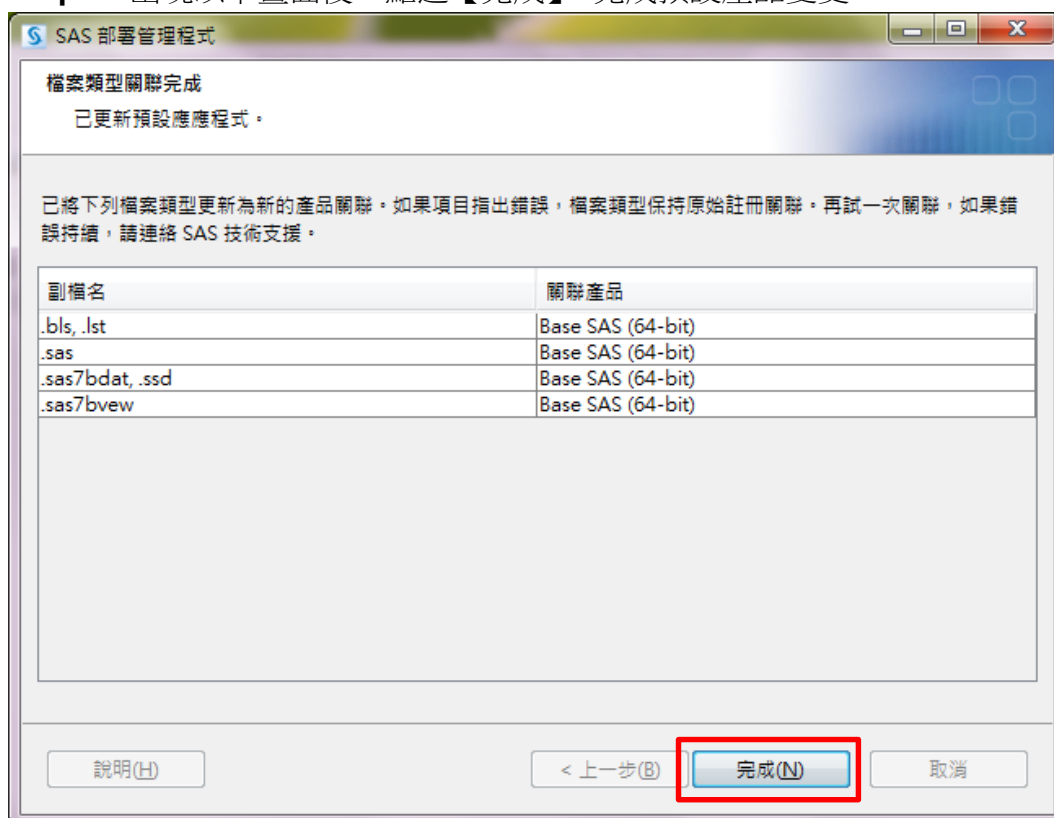 SAS 部署管理程式
檔案類型關聯完成
已更新預設應應程式。
已將下列檔案類型更新為新的產品關聯。如果項目指出錯誤，檔案類型保持原始註冊關聯。再試一次關聯，如果錯
誤持續，請連絡 SAS 技術支援。
副檔名 關聯產品
.bls, .lst Base SAS (64-bit)
.sas Base SAS (64-bit)
.sas7bdat, .ssd Base SAS (64-bit)
.sas7bvew Base SAS (64-bit)
說明(H) < 上一步(B) 完成(N) 取消